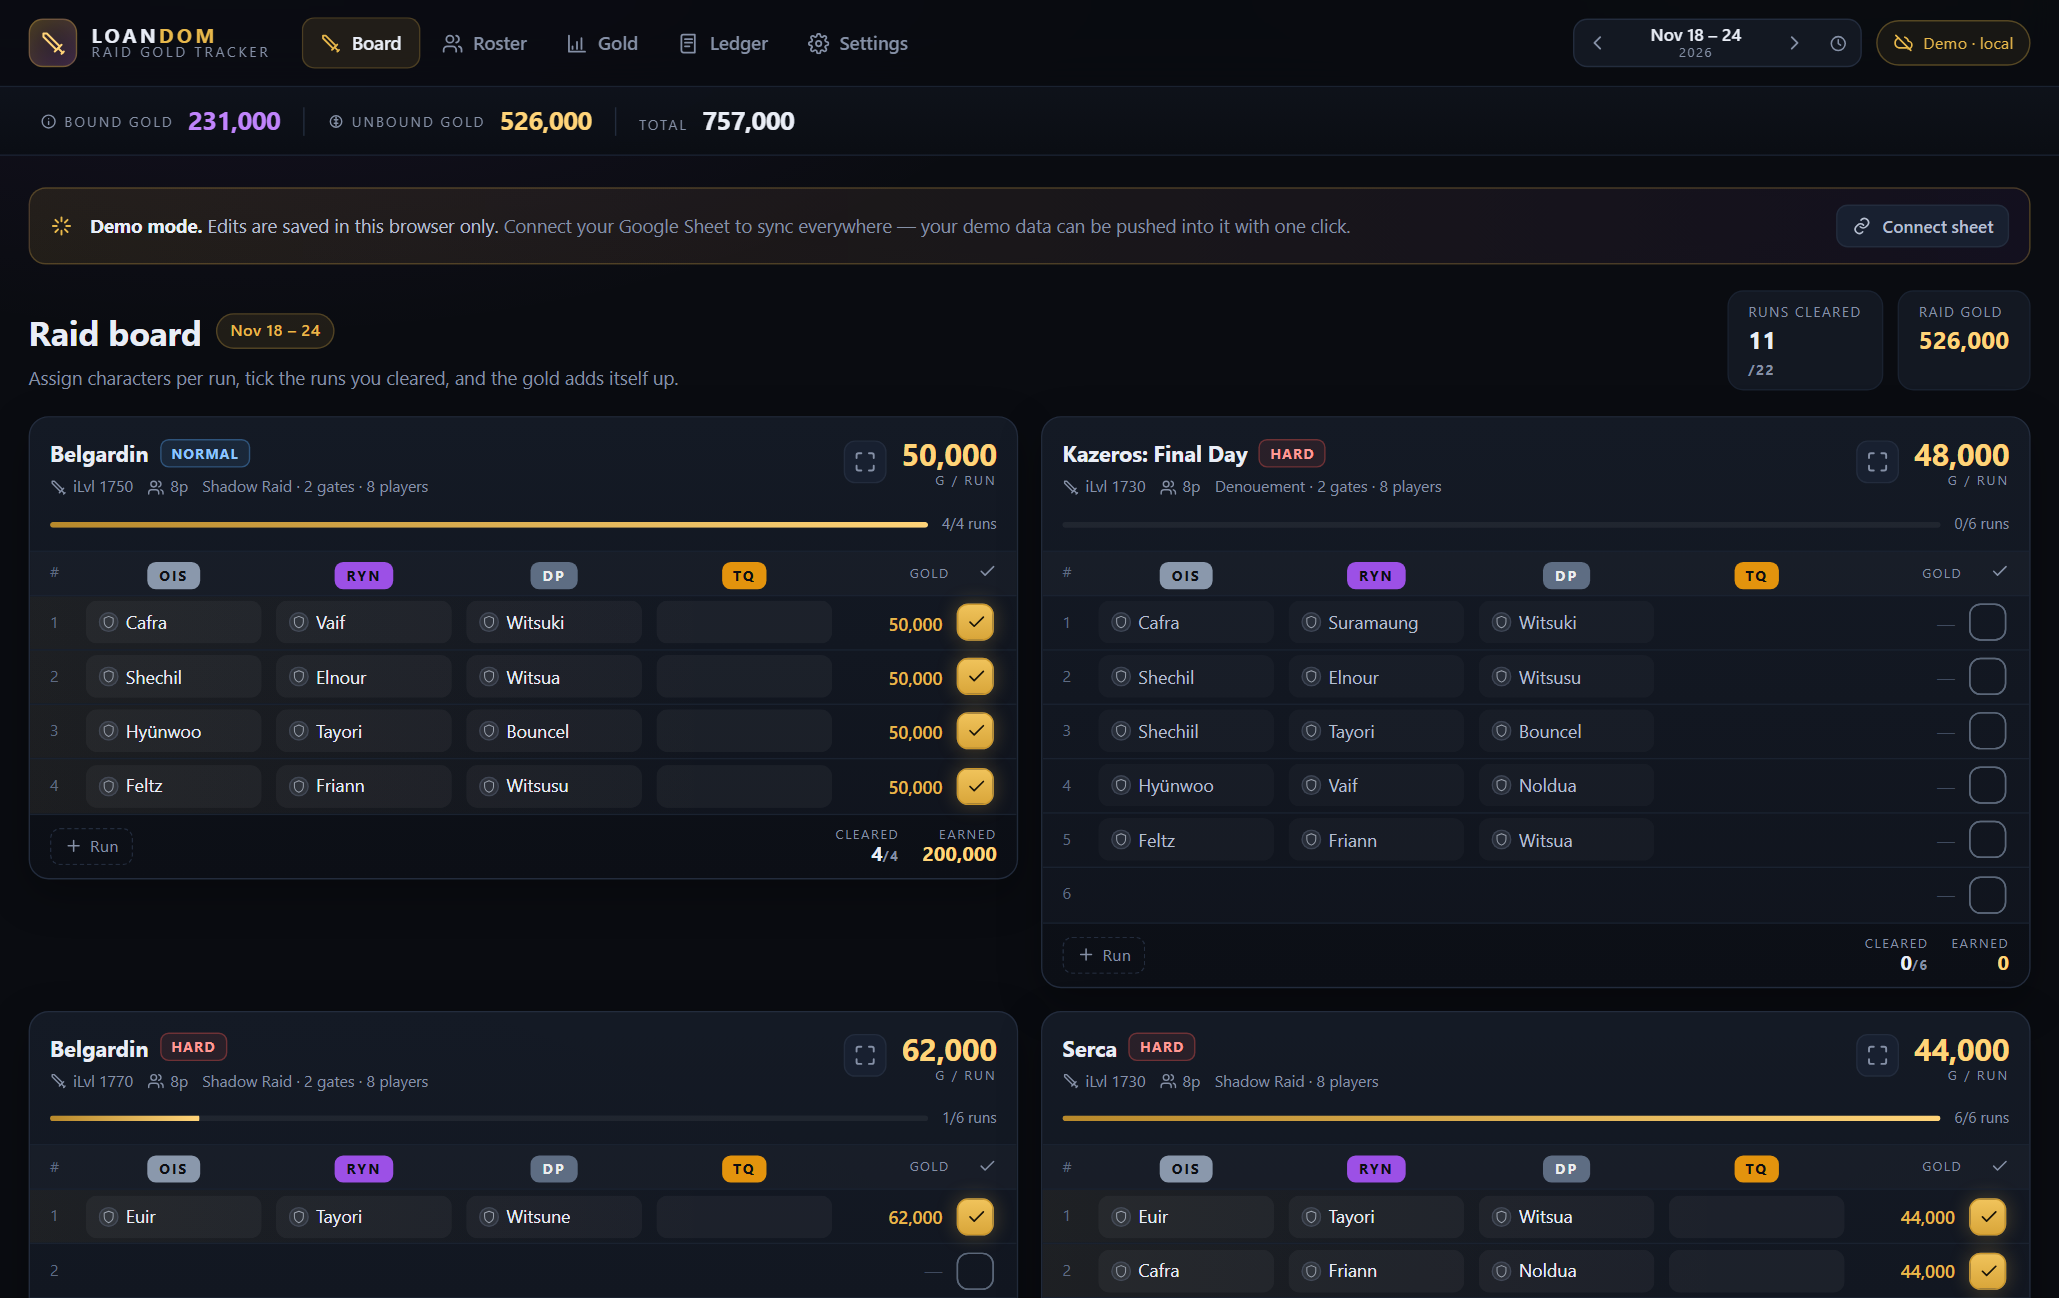 LOANDOM
RAID GOLD TRACKER
Board
Roster
Gold
Ledger
Settings
Nov 18 – 24
2026
Demo · local
BOUND GOLD 231,000
UNBOUND GOLD 526,000
TOTAL 757,000
Demo mode. Edits are saved in this browser only. Connect your Google Sheet to sync everywhere — your demo data can be pushed into it with one click.
Connect sheet
Raid board
Nov 18 – 24
Assign characters per run, tick the runs you cleared, and the gold adds itself up.
RUNS CLEARED
11
/22
RAID GOLD
526,000
Belgardin NORMAL
iLvl 1750 8p Shadow Raid · 2 gates · 8 players
50,000
G / RUN
4/4 runs
# OIS RYN DP TQ GOLD
1 Cafra Vaif Witsuki 50,000
2 Shechil Elnour Witsua 50,000
3 Hyünwoo Tayori Bouncel 50,000
4 Feltz Friann Witsusu 50,000
+ Run
CLEARED
4/4
EARNED
200,000
Kazeros: Final Day HARD
iLvl 1730 8p Denouement · 2 gates · 8 players
48,000
G / RUN
0/6 runs
# OIS RYN DP TQ GOLD
1 Cafra Suramaung Witsuki —
2 Shechil Elnour Witsusu —
3 Shechiil Tayori Bouncel —
4 Hyünwoo Vaif Noldua —
5 Feltz Friann Witsua —
6 —
+ Run
CLEARED
0/6
EARNED
0
Belgardin HARD
iLvl 1770 8p Shadow Raid · 2 gates · 8 players
62,000
G / RUN
1/6 runs
# OIS RYN DP TQ GOLD
1 Euir Tayori Witsune 62,000
2 —
Serca HARD
iLvl 1730 8p Shadow Raid · 8 players
44,000
G / RUN
6/6 runs
# OIS RYN DP TQ GOLD
1 Euir Tayori Witsua 44,000
2 Cafra Friann Noldua 44,000